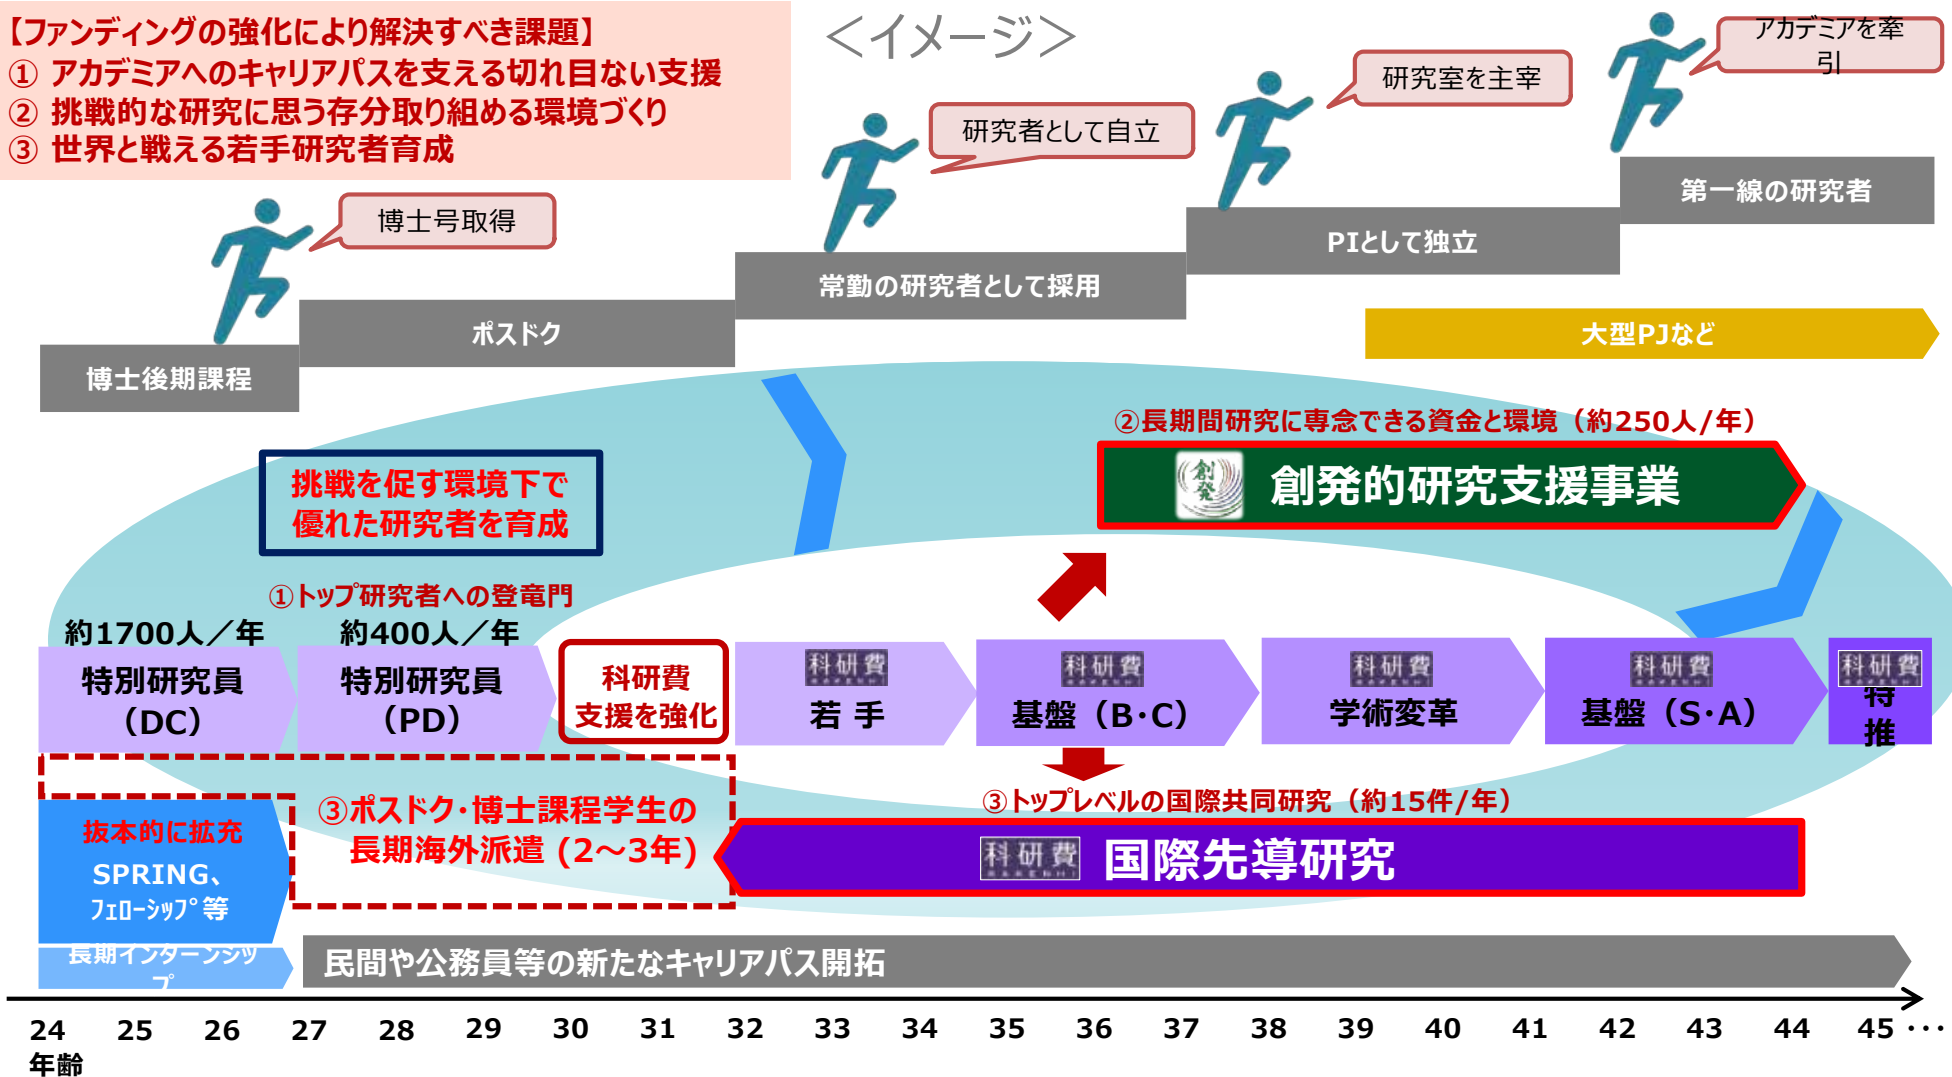 【ファンディングの強化により解決すべき課題】
① アカデミアへのキャリアパスを支える切れ目ない支援
② 挑戦的な研究に思う存分取り組める環境づくり
③ 世界と戦える若手研究者育成
＜イメージ＞
アカデミアを牽
引
研究室を主宰
研究者として自立
博士号取得
第一線の研究者
PIとして独立
常勤の研究者として採用
ポスドク
博士後期課程
大型PJなど
②長期間研究に専念できる資金と環境（約250人/年）
創発
創発的研究支援事業
挑戦を促す環境下で
優れた研究者を育成
①トップ研究者への登竜門
約1700人／年
約400人／年
特別研究員
（DC）
特別研究員
（PD）
科研費
支援を強化
科研費
若 手
科研費
基盤（B・C）
科研費
学術変革
科研費
基盤（S・A）
科研費
特
推
③ポスドク・博士課程学生の
長期海外派遣 (2～3年)
③トップレベルの国際共同研究（約15件/年）
科研費
国際先導研究
抜本的に拡充
SPRING、
ﾌｪﾛｰｼｯﾌﾟ等
長期インターンシッ
プ
民間や公務員等の新たなキャリアパス開拓
24 25 26 27 28 29 30 31 32 33 34 35 36 37 38 39 40 41 42 43 44 45 ・・・
年齢